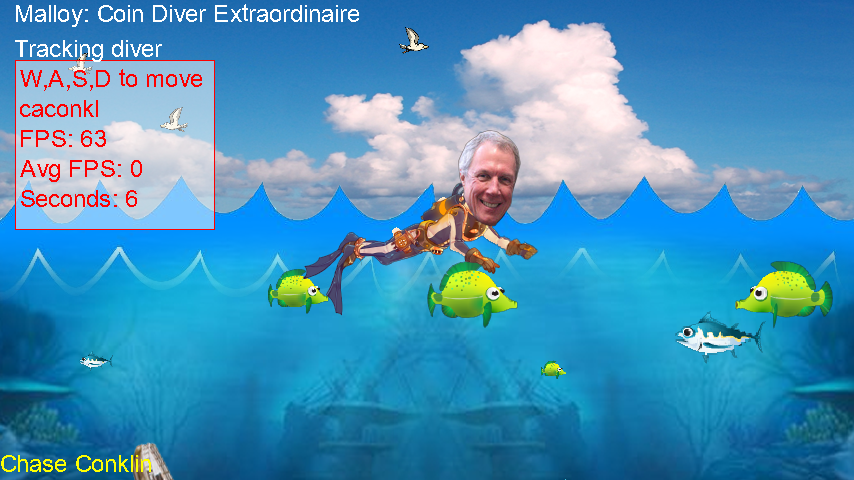 Malloy: Coin Diver Extraordinaire
Tracking diver
W,A,S,D to move
caconkl
FPS: 63
Avg FPS: 0
Seconds: 6
Chase Conklin